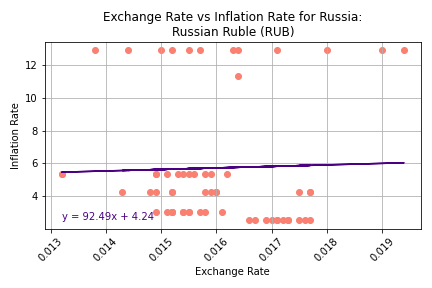 Exchange Rate vs Inflation Rate for Russia:
Russian Ruble (RUB)
Inflation Rate
12
10
8
6
4
y = 92.49x + 4.24
0.013
0.014
0.015
0.016
0.017
0.018
0.019
Exchange Rate